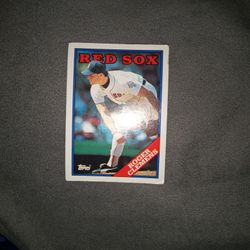 RED SOX
Topps
ROGER
CLEMENS